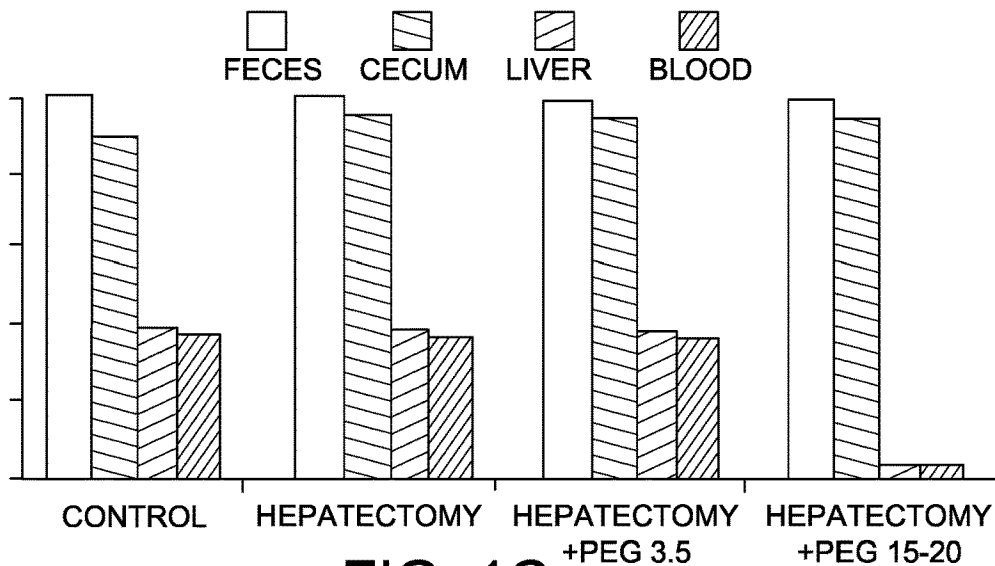 FECES CECUM LIVER BLOOD
CONTROL HEPATECTOMY HEPATECTOMY HEPATECTOMY
+PEG 3.5 +PEG 15-20